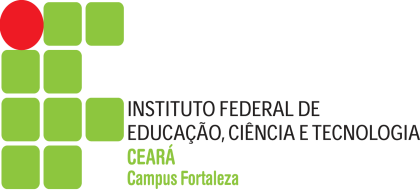 INSTITUTO FEDERAL DE
EDUCAÇÃO, CIÊNCIA E TECNOLOGIA
CEARÁ
Campus Fortaleza